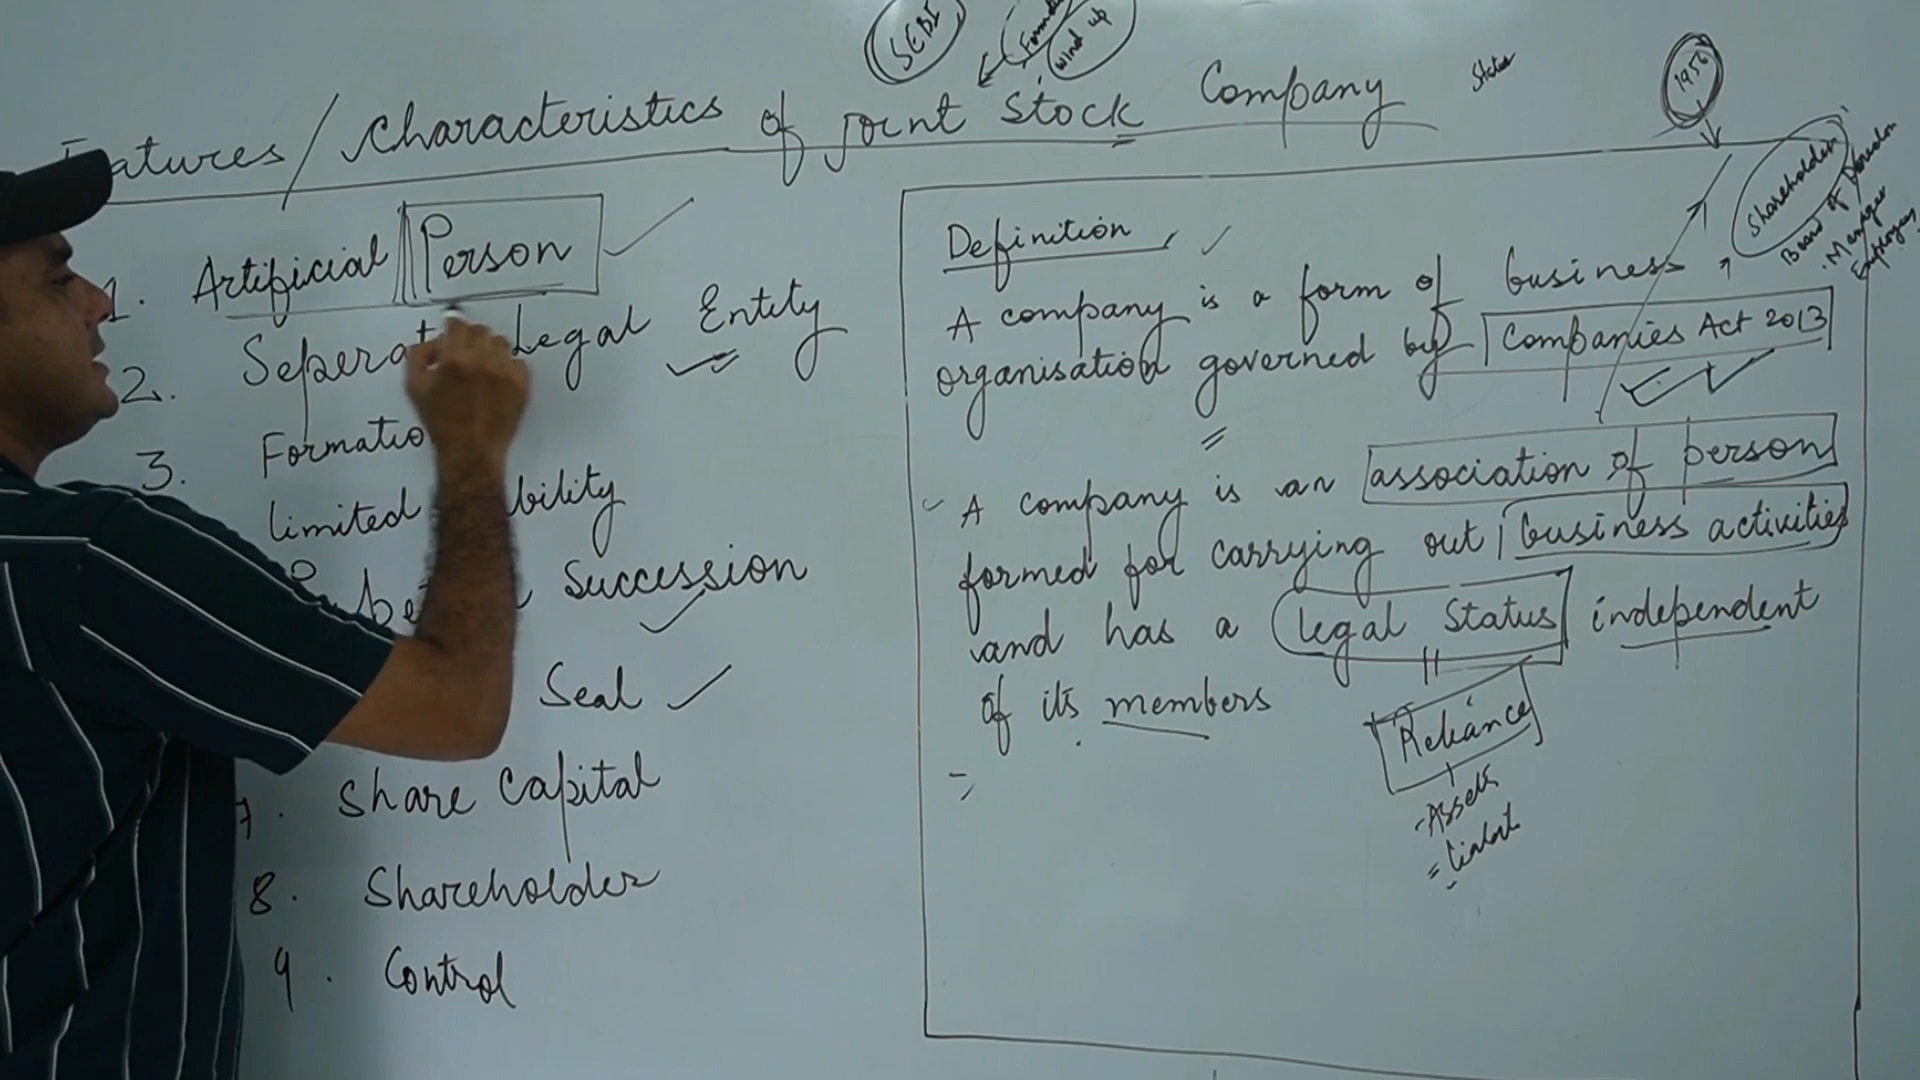 SEBI
wind up
Status
1956
Features / Characteristics of Joint Stock Company
Shareholder
Board of Director
Manager
Employees
1. Artificial Person
2. Seperate Legal Entity
3. Formatio
limited bility
Succession
Seal
7. Share Capital
8. Shareholder
9. Control
Definition
A company is a form of business
organisation governed by Companies Act 2013
A company is an association of person
formed for carrying out business activities
and has a legal Status independent
of its members
Reliance
- Assets